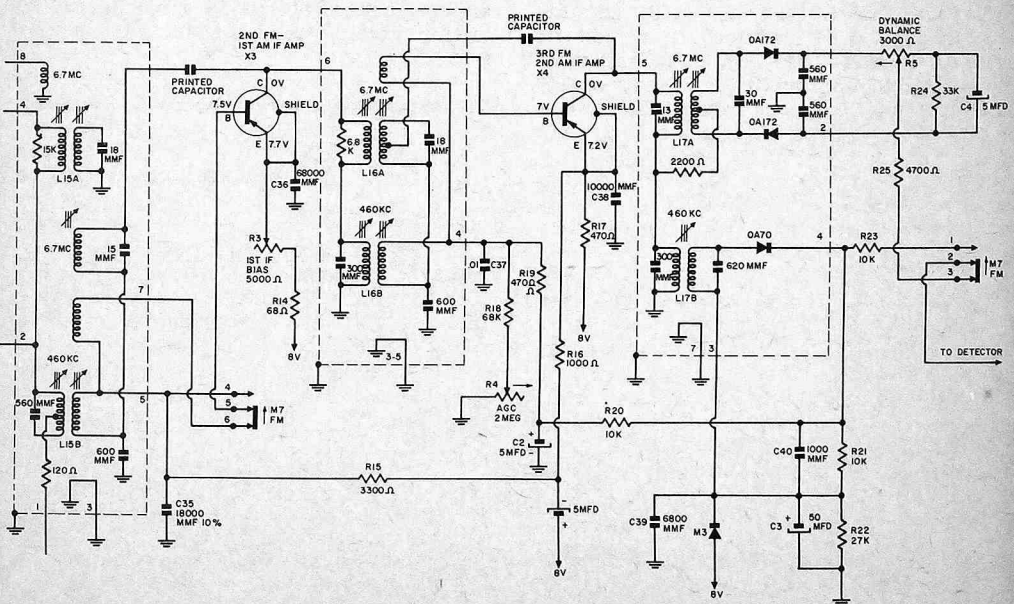 8
6.7MC
4
15K
18
MMF
L15A
6.7MC
15
MMF
7
2
460KC
560 MMF
L15B
5
600
MMF
120Ω
1
3
PRINTED
CAPACITOR
2ND FM-
1ST AM IF AMP
X3
C 0V
7.5V
B
SHIELD
E 7.7V
C36
68000
MMF
R3
IST IF
BIAS
5000 Ω
R14
68Ω
8V
4
5
6
M7
FM
C35
18000
MMF 10%
R15
3300Ω
6
6.7MC
6.8
K
18
MMF
L16A
460KC
4
300
MMF
L16B
600
MMF
3-5
PRINTED
CAPACITOR
3RD FM
2ND AM IF AMP
X4
C 0V
7V
B
SHIELD
E 7.2V
10000 MMF
C38
R17
470Ω
8V
.01
C37
R18
68K
R19
470Ω
Ω
R16
1000Ω
R4
AGC
2 MEG
+
C2
5MFD
-
R20
10K
-
5MFD
+
8V
5
6.7MC
13
MMF
L17A
2200Ω
OA172
30
MMF
OA172
560
MMF
560
MMF
2
460KC
300
MMF
L17B
OA70
620 MMF
4
7
3
DYNAMIC
BALANCE
3000 Ω
R5
R24
33K
C4
5 MFD
R25
4700Ω
R23
10K
1
2
3
M7
FM
TO DETECTOR
C40
1000
MMF
R21
10K
C39
6800
MMF
M3
8V
+
C3
50
MFD
R22
27K